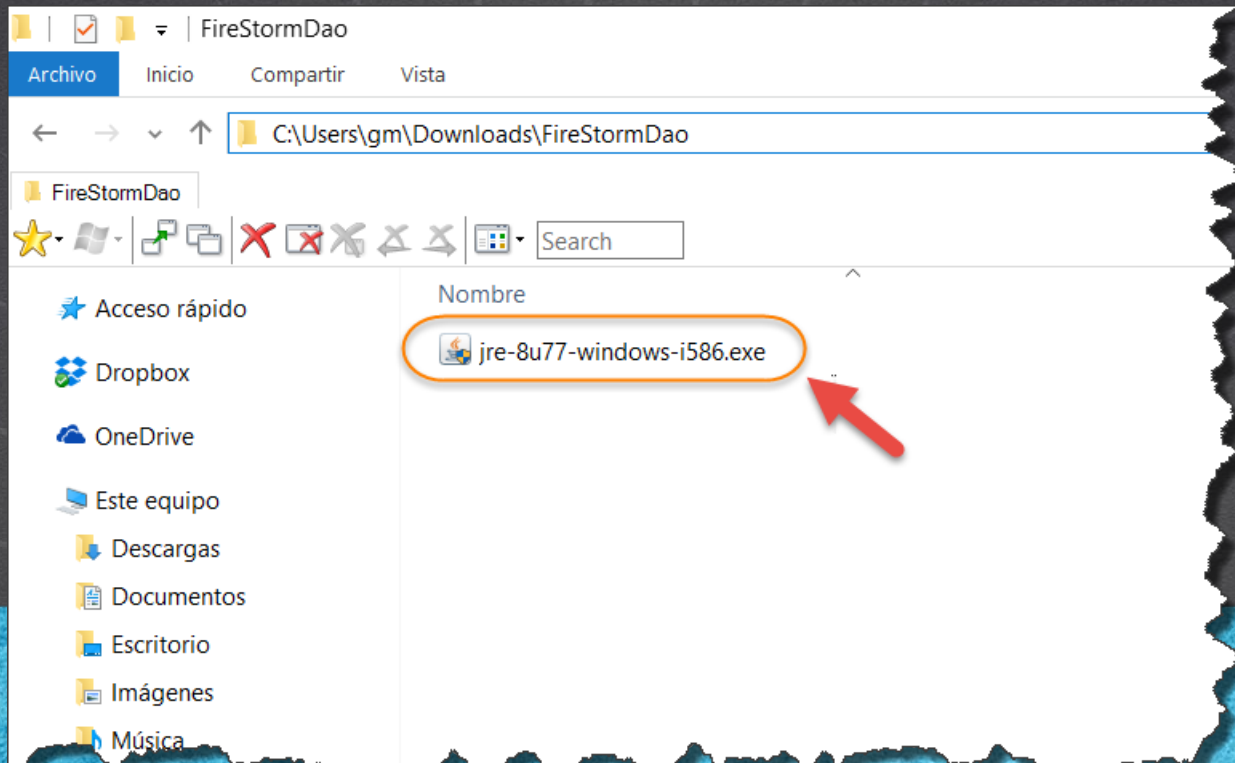 FireStormDao
Archivo Inicio Compartir Vista
C:\Users\gm\Downloads\FireStormDao
FireStormDao
Search
Acceso rápido
Nombre
jre-8u77-windows-i586.exe
Dropbox
OneDrive
Este equipo
Descargas
Documentos
Escritorio
Imágenes
Música